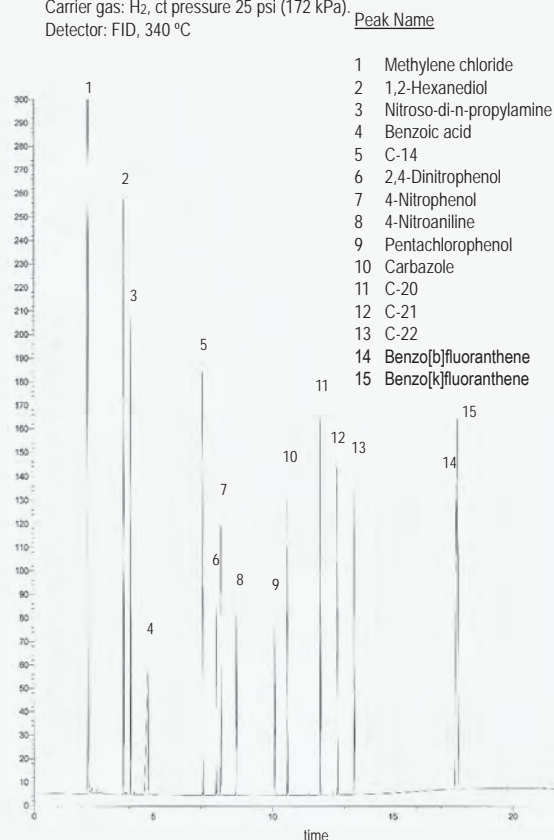 Carrier gas: H2, ct pressure 25 psi (172 kPa).
Detector: FID, 340 ºC
Peak Name
1 Methylene chloride
2 1,2-Hexanediol
3 Nitroso-di-n-propylamine
4 Benzoic acid
5 C-14
6 2,4-Dinitrophenol
7 4-Nitrophenol
8 4-Nitroaniline
9 Pentachlorophenol
10 Carbazole
11 C-20
12 C-21
13 C-22
14 Benzo[b]fluoranthene
15 Benzo[k]fluoranthene
1
2
3
4
5
6
7
8
9
10
11
12
13
14
15
300
290
280
270
260
250
240
230
220
210
200
190
180
170
160
150
140
130
120
110
100
90
80
70
60
50
40
30
20
10
0
0 5 10 15 20
time